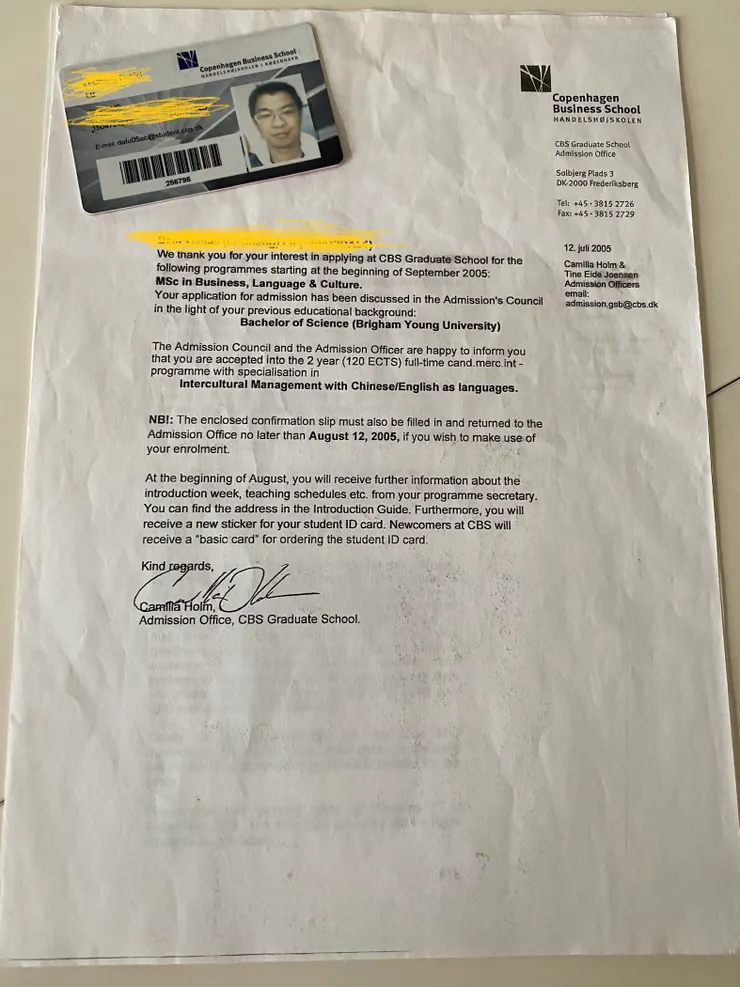 Copenhagen Business School
HANDELSHØJSKOLEN I KØBENHAVN
256796
Copenhagen
Business School
HANDELSHØJSKOLEN
CBS Graduate School
Admission Office
Solbjerg Plads 3
DK-2000 Frederiksberg
Tel: +45 - 3815 2726
Fax: +45 - 3815 2729
12. juli 2005
Camilla Holm &
Tine Eide Joensen
Admission Officers
email:
admission.gsb@cbs.dk
We thank you for your interest in applying at CBS Graduate School for the
following programmes starting at the beginning of September 2005:
MSc in Business, Language & Culture.
Your application for admission has been discussed in the Admission's Council
in the light of your previous educational background:
Bachelor of Science (Brigham Young University)
The Admission Council and the Admission Officer are happy to inform you
that you are accepted into the 2 year (120 ECTS) full-time cand.merc.int -
programme with specialisation in
Intercultural Management with Chinese/English as languages.
NB!: The enclosed confirmation slip must also be filled in and returned to the
Admission Office no later than August 12, 2005, if you wish to make use of
your enrolment.
At the beginning of August, you will receive further information about the
introduction week, teaching schedules etc. from your programme secretary.
You can find the address in the Introduction Guide. Furthermore, you will
receive a new sticker for your student ID card. Newcomers at CBS will
receive a "basic card" for ordering the student ID card.
Kind regards,
Camilla Holm,
Admission Office, CBS Graduate School.